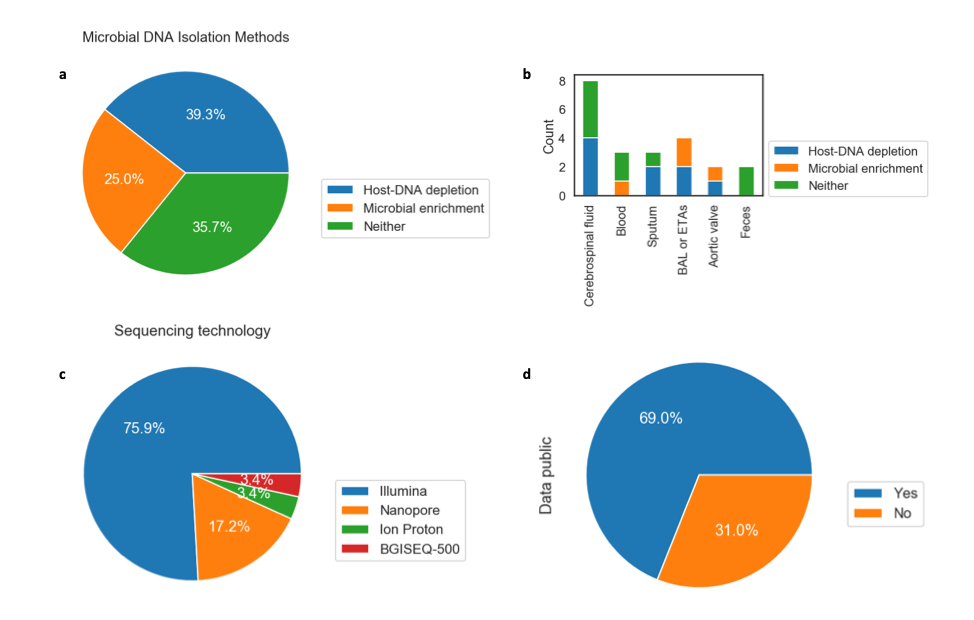 Microbial DNA Isolation Methods
a
39.3%
25.0%
35.7%
Host-DNA depletion
Microbial enrichment
Neither
b
8
6
4
2
0
Count
Cerebrospinal fluid
Blood
Sputum
BAL or ETAs
Aortic valve
Feces
Host-DNA depletion
Microbial enrichment
Neither
Sequencing technology
c
75.9%
3.4%
3.4%
17.2%
Illumina
Nanopore
Ion Proton
BGISEQ-500
d
Data public
69.0%
31.0%
Yes
No